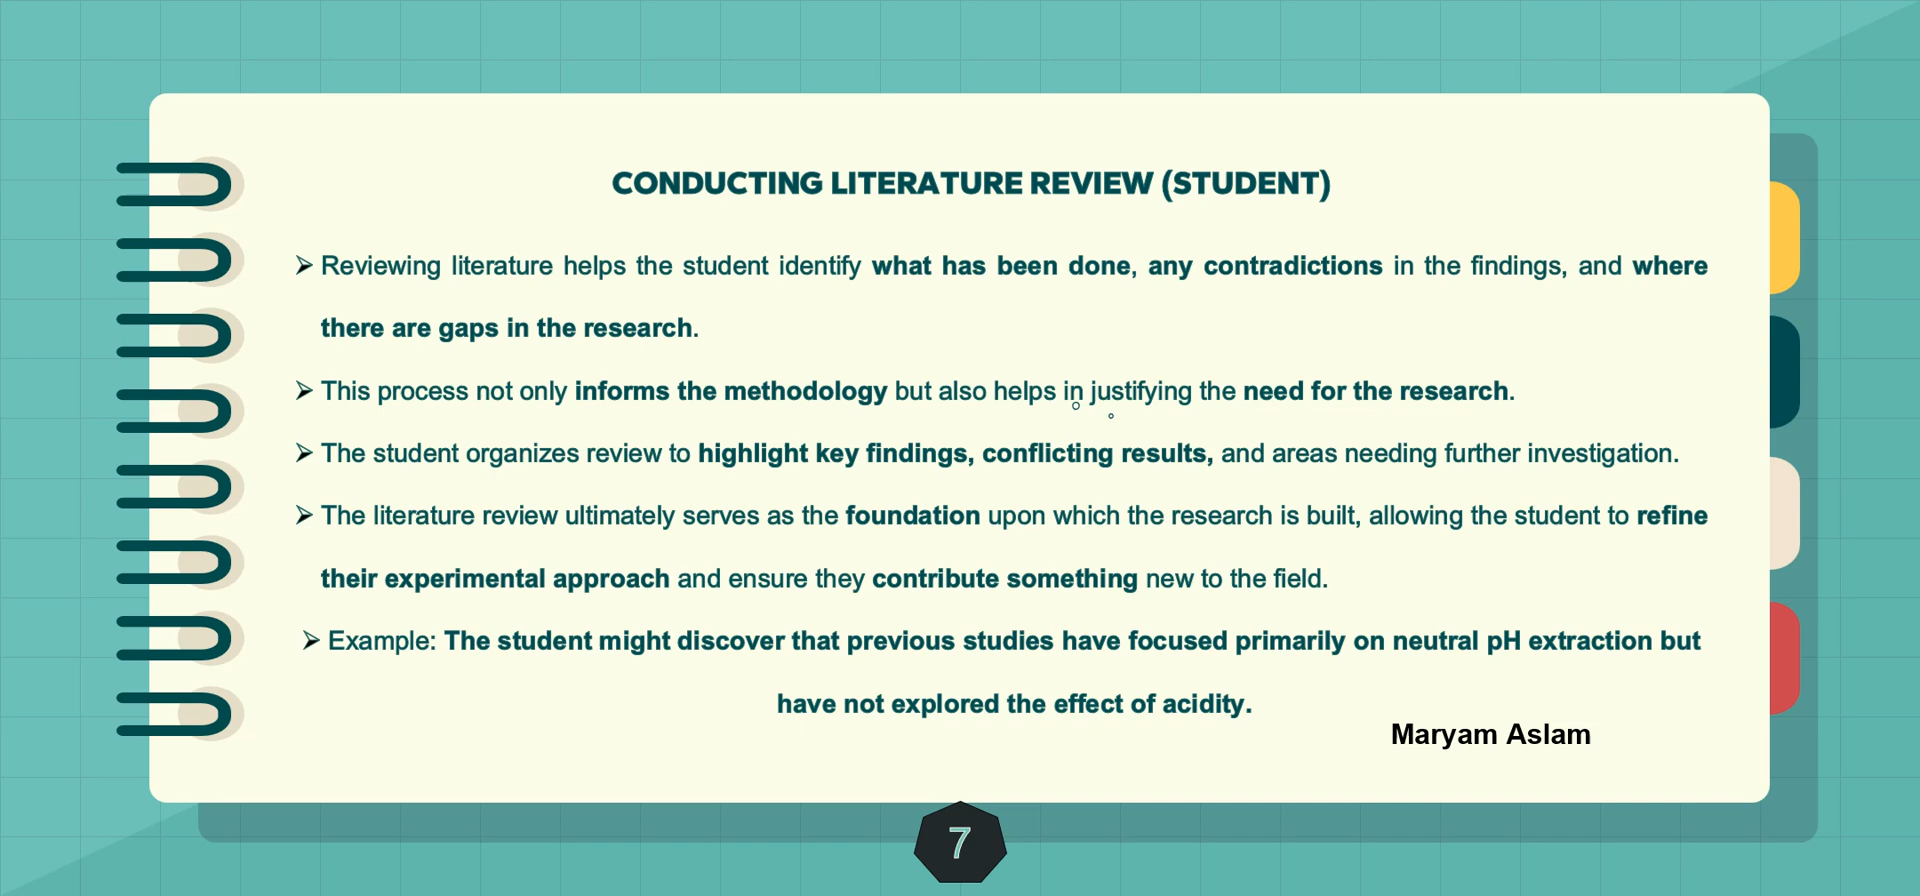 CONDUCTING LITERATURE REVIEW (STUDENT)
➢ Reviewing literature helps the student identify what has been done, any contradictions in the findings, and where
there are gaps in the research.
➢ This process not only informs the methodology but also helps in justifying the need for the research.
➢ The student organizes review to highlight key findings, conflicting results, and areas needing further investigation.
➢ The literature review ultimately serves as the foundation upon which the research is built, allowing the student to refine
their experimental approach and ensure they contribute something new to the field.
➢ Example: The student might discover that previous studies have focused primarily on neutral pH extraction but
have not explored the effect of acidity.
Maryam Aslam
7